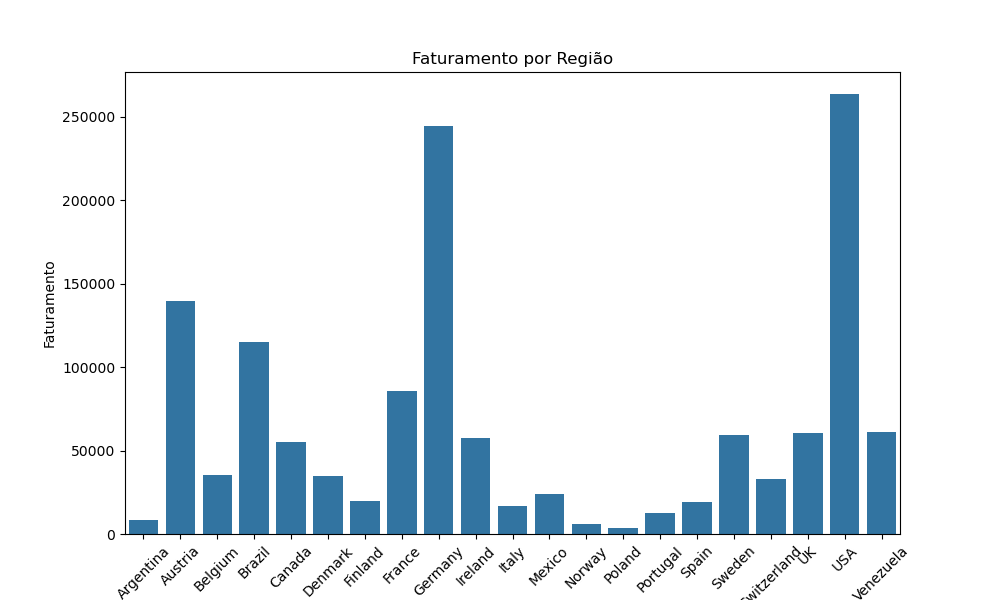 Faturamento por Região
Faturamento
250000
200000
150000
100000
50000
0
Argentina
Austria
Belgium
Brazil
Canada
Denmark
Finland
France
Germany
Ireland
Italy
Mexico
Norway
Poland
Portugal
Spain
Sweden
Switzerland
UK
USA
Venezuela